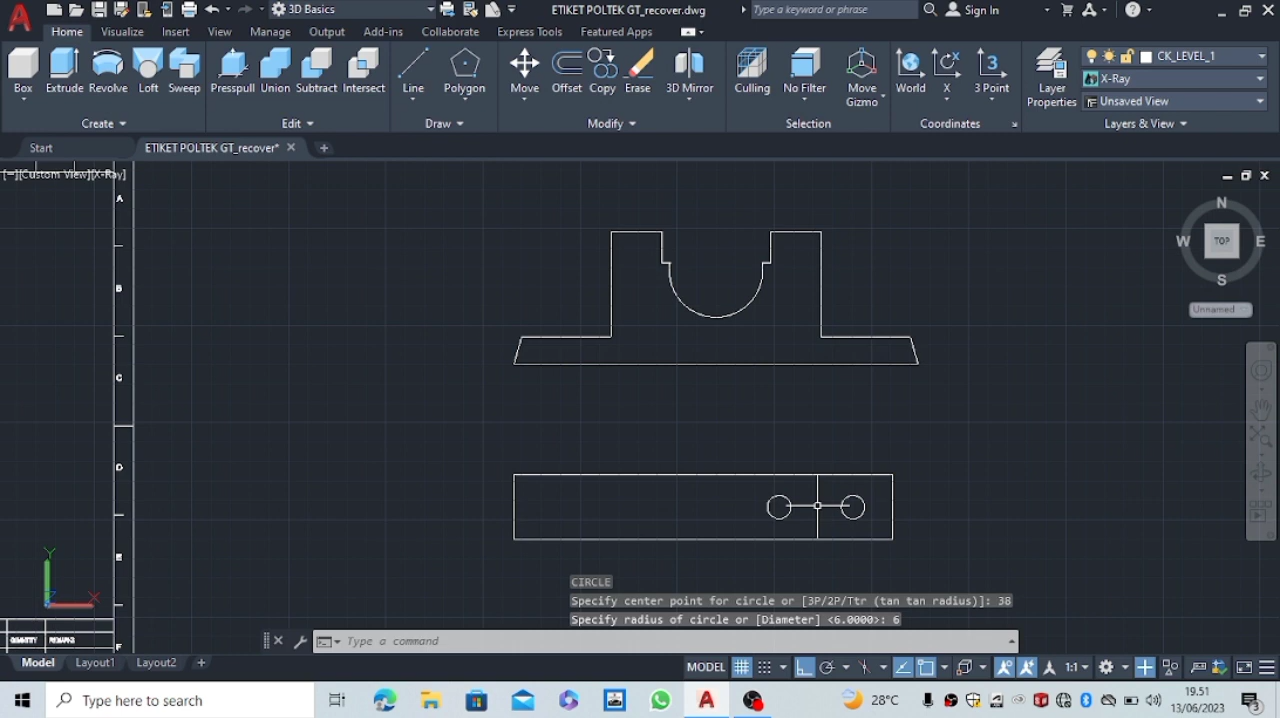 3D Basics ETIKET POLTEK GT_recover.dwg Type a keyword or phrase Sign In
Home Visualize Insert View Manage Output Add-ins Collaborate Express Tools Featured Apps
Box Extrude Revolve Loft Sweep Presspull Union Subtract Intersect Line Polygon Move Offset Copy Erase 3D Mirror Culling No Filter Move Gizmo World X 3 Point Layer Properties
CK_LEVEL_1
X-Ray
Unsaved View
Create Edit Draw Modify Selection Coordinates Layers & View
Start ETIKET POLTEK GT_recover*
[−][Custom View][X-Ray]
A
B
C
D
E
F
N
W TOP E
S
Unnamed
Y
X
QUANTITY REMARKS
CIRCLE
Specify center point for circle or [3P/2P/Ttr (tan tan radius)]: 38
Specify radius of circle or [Diameter] <6.0000>: 6
Type a command
Model Layout1 Layout2 + MODEL 1:1
Type here to search 28°C 19.51
13/06/2023
3